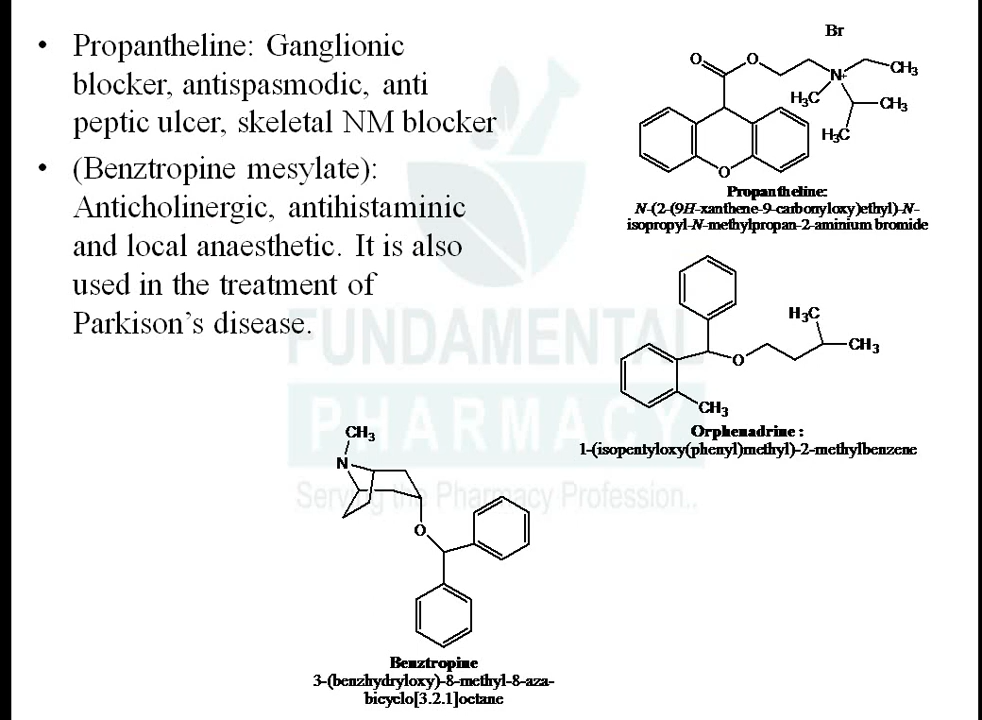 • Propantheline: Ganglionic
blocker, antispasmodic, anti
peptic ulcer, skeletal NM blocker
• (Benztropine mesylate):
Anticholinergic, antihistaminic
and local anaesthetic. It is also
used in the treatment of
Parkison's disease.
Br
O
O
N+
CH3
H3C
CH3
H3C
O
Propantheline:
N-(2-(9H-xanthene-9-carbonyloxy)ethyl)-N-
isopropyl-N-methylpropan-2-aminium bromide
H3C
CH3
O
CH3
Orphenadrine :
1-(isopentyloxy(phenyl)methyl)-2-methylbenzene
FUNDAMENTAL
PHARMACY
Serving the Pharmacy Profession..
CH3
N
O
Benztropine
3-(benzhydryloxy)-8-methyl-8-aza-
bicyclo[3.2.1]octane